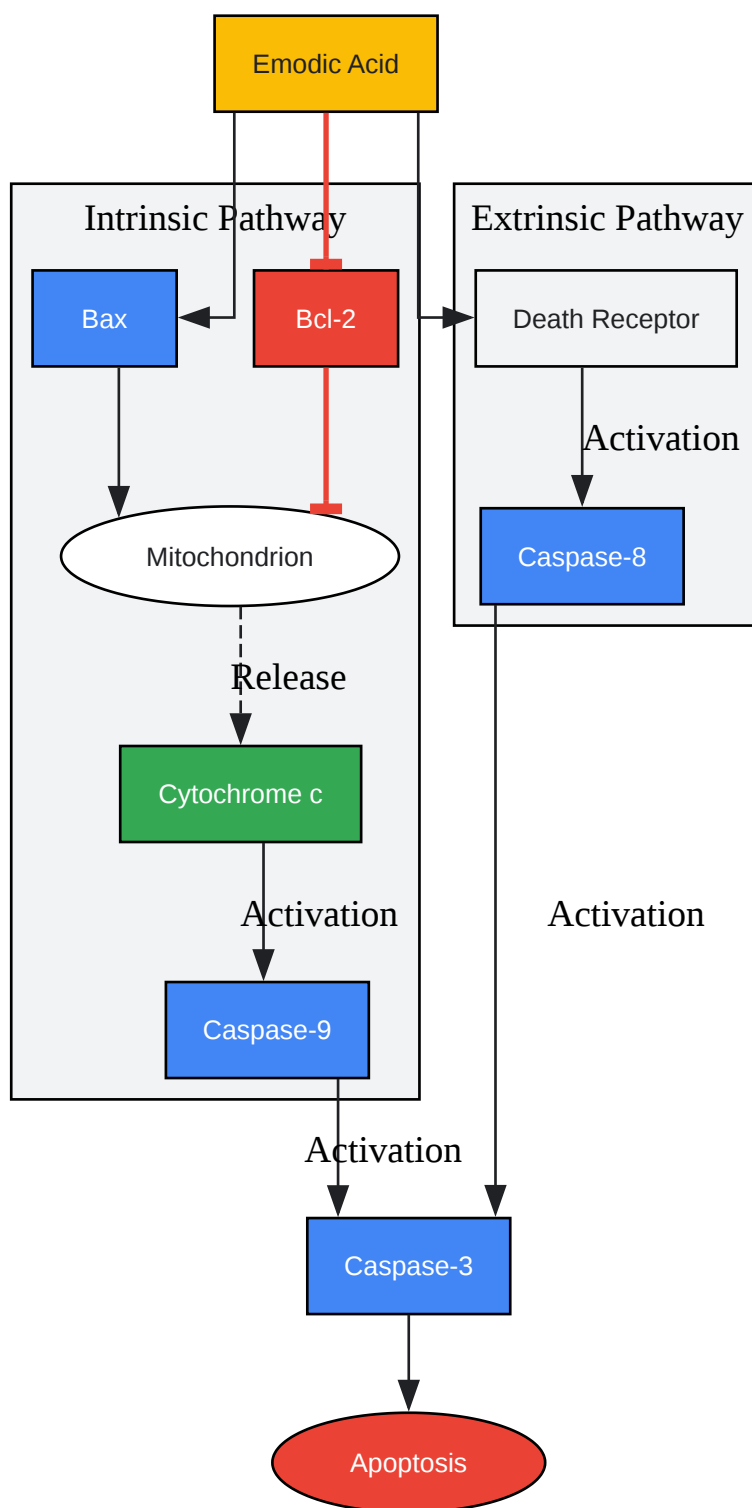 Emodic Acid
Intrinsic Pathway
Extrinsic Pathway
Bax
Bcl-2
Death Receptor
Activation
Mitochondrion
Caspase-8
Release
Cytochrome c
Activation
Activation
Caspase-9
Activation
Caspase-3
Apoptosis